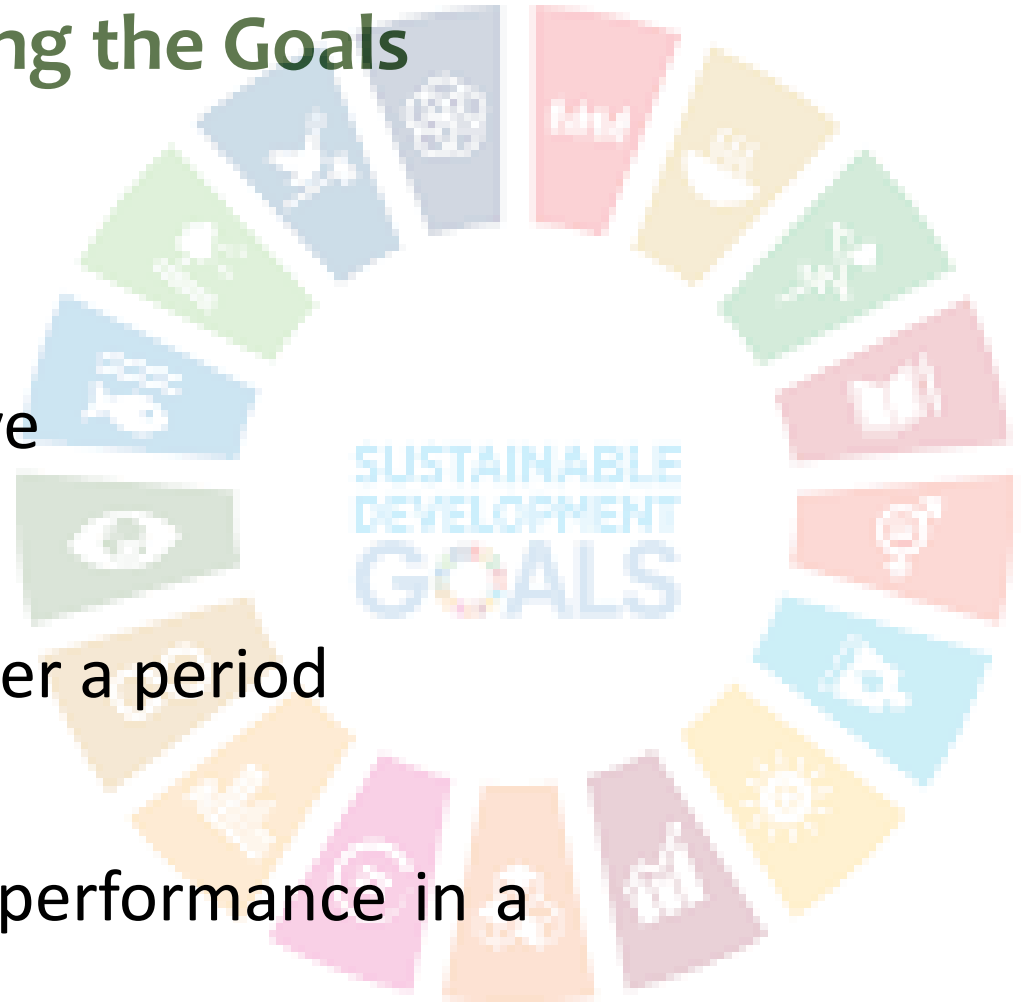 ng the Goals
ve
SUSTAINABLE
DEVELOPMENT
GOALS
er a period
performance in a